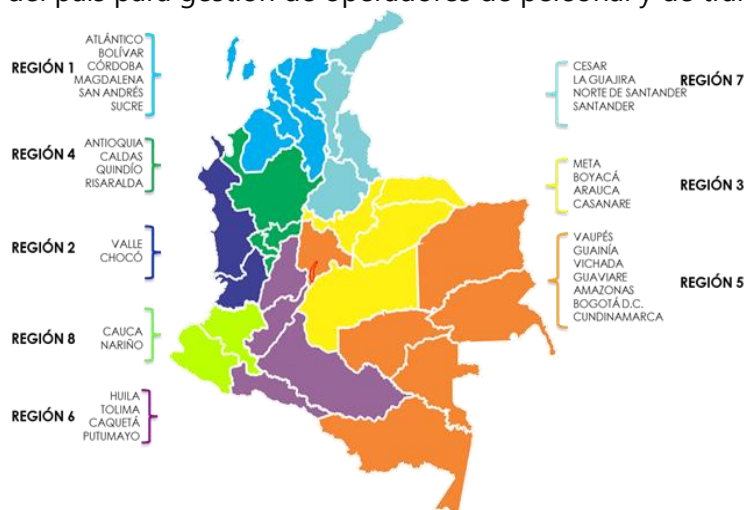 del país para gestión de operadores de personal y de
REGIÓN 1
ATLÁNTICO
BOLÍVAR
CÓRDOBA
MAGDALENA
SAN ANDRÉS
SUCRE
REGIÓN 4
ANTIOQUIA
CALDAS
QUINDÍO
RISARALDA
REGIÓN 2
VALLE
CHOCÓ
REGIÓN 8
CAUCA
NARIÑO
REGIÓN 6
HUILA
TOLIMA
CAQUETÁ
PUTUMAYO
CESAR
LA GUAJIRA
NORTE DE SANTANDER
SANTANDER
REGIÓN 7
META
BOYACÁ
ARAUCA
CASANARE
REGIÓN 3
VAUPÉS
GUAINÍA
VICHADA
GUAVIARE
AMAZONAS
BOGOTÁ D.C.
CUNDINAMARCA
REGIÓN 5